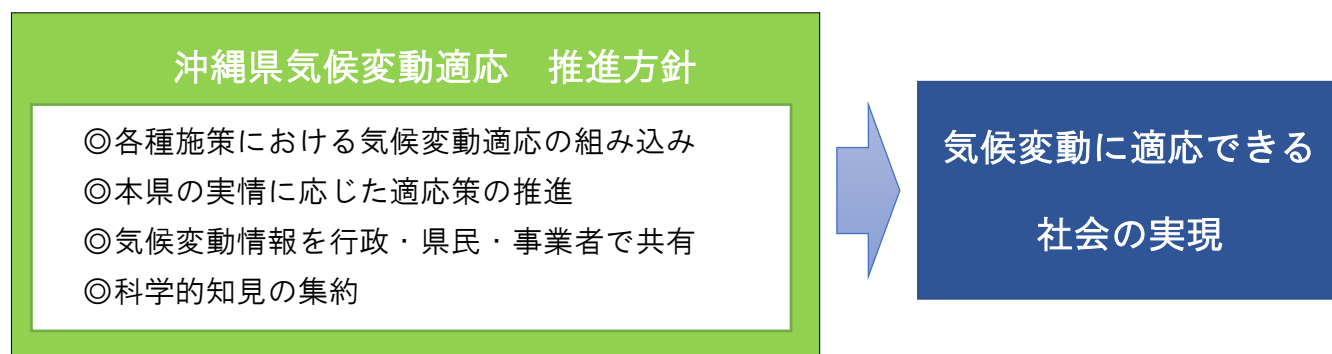 沖縄県気候変動適応　推進方針
◎各種施策における気候変動適応の組み込み
◎本県の実情に応じた適応策の推進
◎気候変動情報を行政・県民・事業者で共有
◎科学的知見の集約
気候変動に適応できる
社会の実現